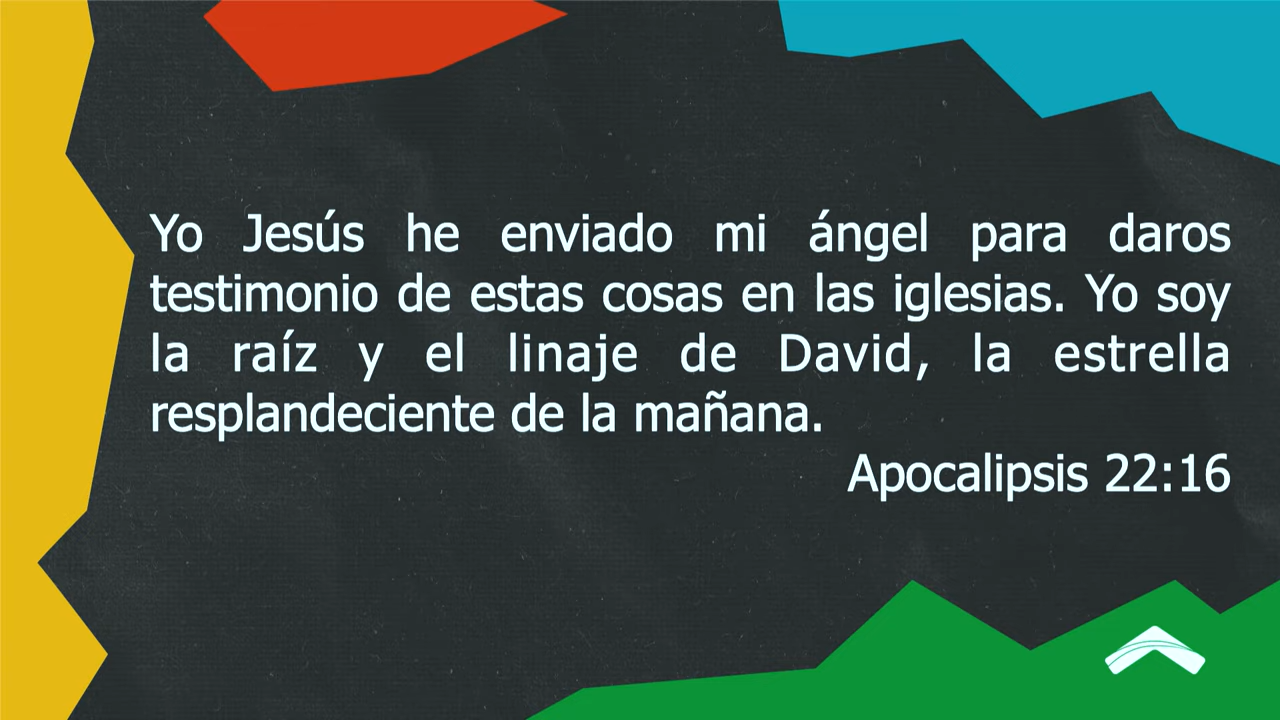 Yo Jesús he enviado mi ángel para daros
testimonio de estas cosas en las iglesias. Yo soy
la raíz y el linaje de David, la estrella
resplandeciente de la mañana.
Apocalipsis 22:16